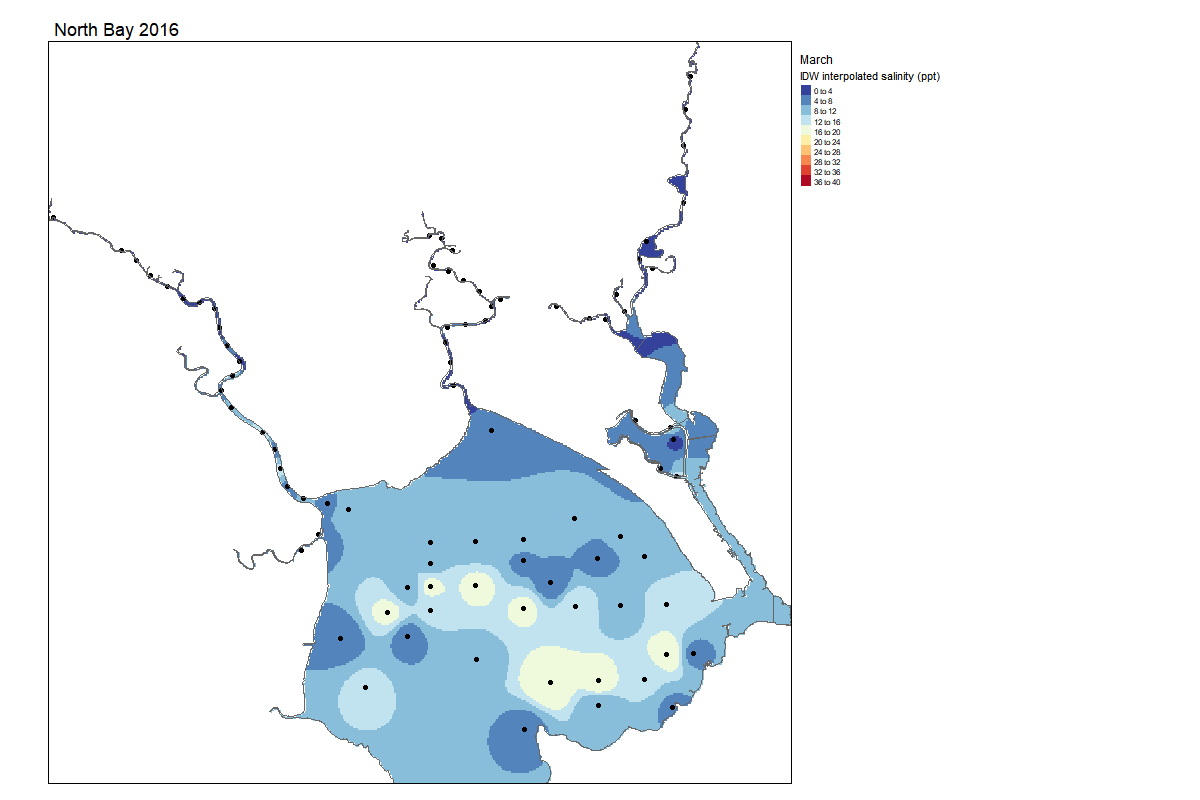 North Bay 2016
March
IDW interpolated salinity (ppt)
0 to 4
4 to 8
8 to 12
12 to 16
16 to 20
20 to 24
24 to 28
28 to 32
32 to 36
36 to 40